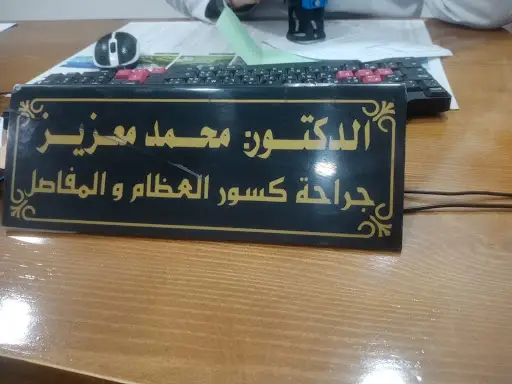 الدكتور: محمد معزيز
جراحة كسور العظام و المفاصل